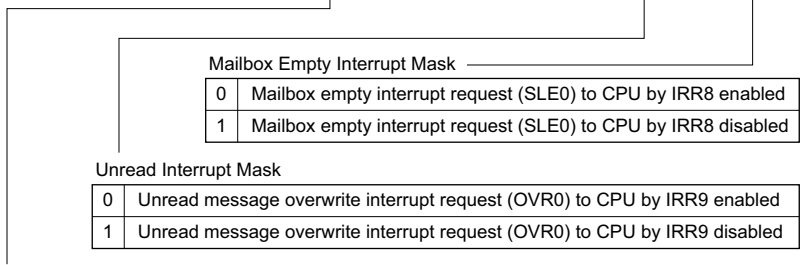 Mailbox Empty Interrupt Mask
0 Mailbox empty interrupt request (SLE0) to CPU by IRR8 enabled
1 Mailbox empty interrupt request (SLE0) to CPU by IRR8 disabled
Unread Interrupt Mask
0 Unread message overwrite interrupt request (OVR0) to CPU by IRR9 enabled
1 Unread message overwrite interrupt request (OVR0) to CPU by IRR9 disabled